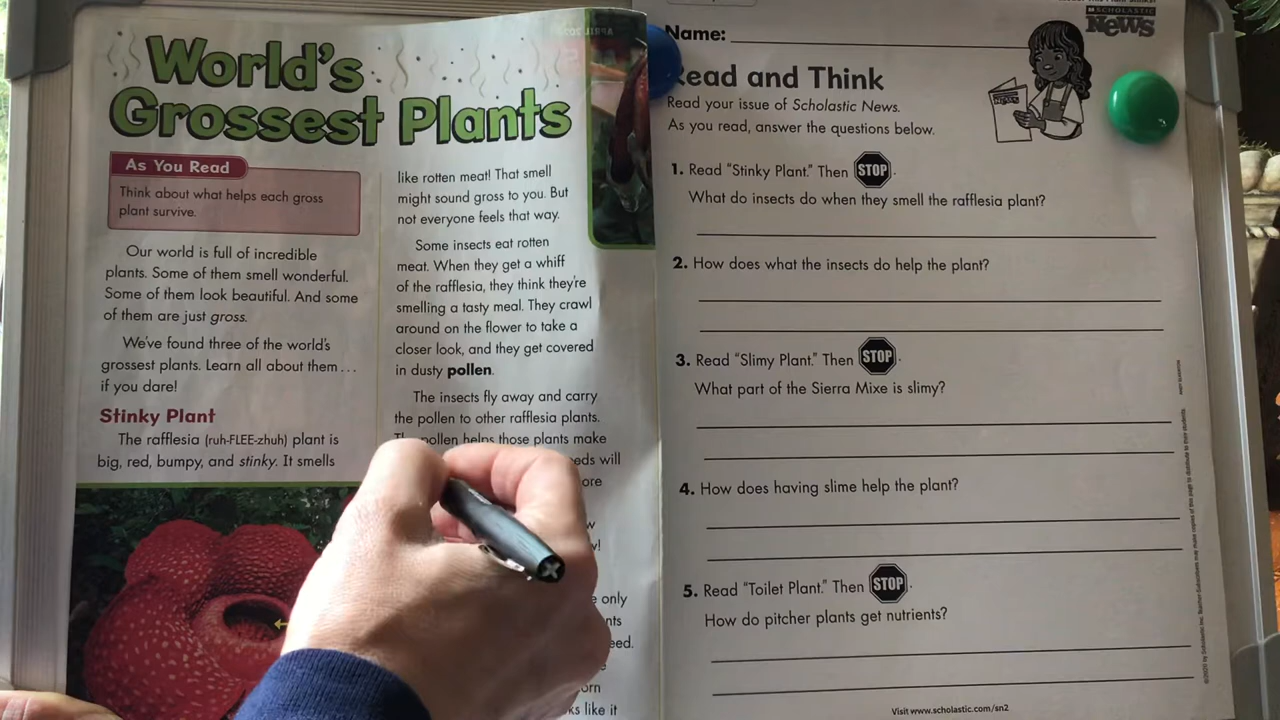 World's
Grossest Plants
As You Read
Think about what helps each gross
plant survive.
Our world is full of incredible
plants. Some of them smell wonderful.
Some of them look beautiful. And some
of them are just gross.
We've found three of the world's
grossest plants. Learn all about them...
if you dare!
Stinky Plant
The rafflesia (ruh-FLEE-zhuh) plant is
big, red, bumpy, and stinky. It smells
like rotten meat! That smell
might sound gross to you. But
not everyone feels that way.
Some insects eat rotten
meat. When they get a whiff
of the rafflesia, they think they're
smelling a tasty meal. They crawl
around on the flower to take a
closer look, and they get covered
in dusty pollen.
The insects fly away and carry
the pollen to other rafflesia plants.
The pollen helps those plants make
will
only
ks like it
SCHOLASTIC
News
Name:
Read and Think
Read your issue of Scholastic News.
As you read, answer the questions below.
1. Read "Stinky Plant." Then STOP.
What do insects do when they smell the rafflesia plant?
2. How does what the insects do help the plant?
3. Read "Slimy Plant." Then STOP.
What part of the Sierra Mixe is slimy?
4. How does having slime help the plant?
5. Read "Toilet Plant." Then STOP.
How do pitcher plants get nutrients?
Visit www.scholastic.com/sn2